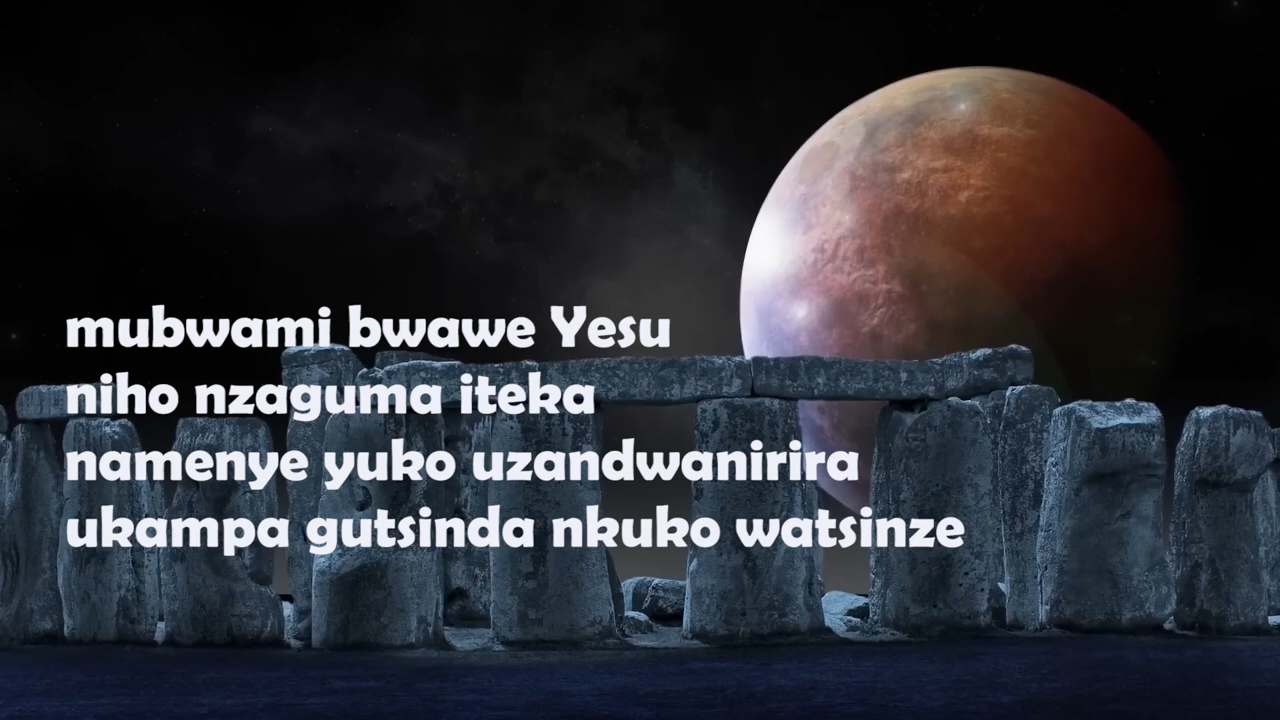 mubwami bwawe Yesu
niho nzaguma iteka
namenye yuko uzandwanirira
ukampa gutsinda nkuko watsinze